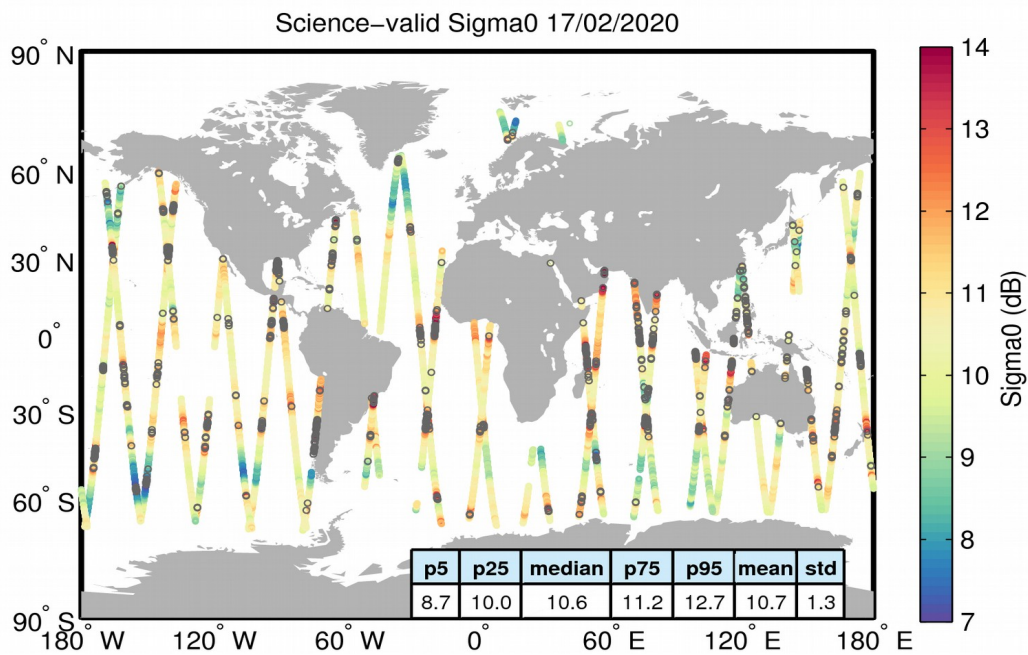 Science−valid Sigma0 17/02/2020
90° N
60° N
30° N
0°
30° S
60° S
90° S
180° W 120° W 60° W 0° 60° E 120° E 180° E
p5 p25 median p75 p95 mean std
8.7 10.0 10.6 11.2 12.7 10.7 1.3
14
13
12
11
10
9
8
7
Sigma0 (dB)